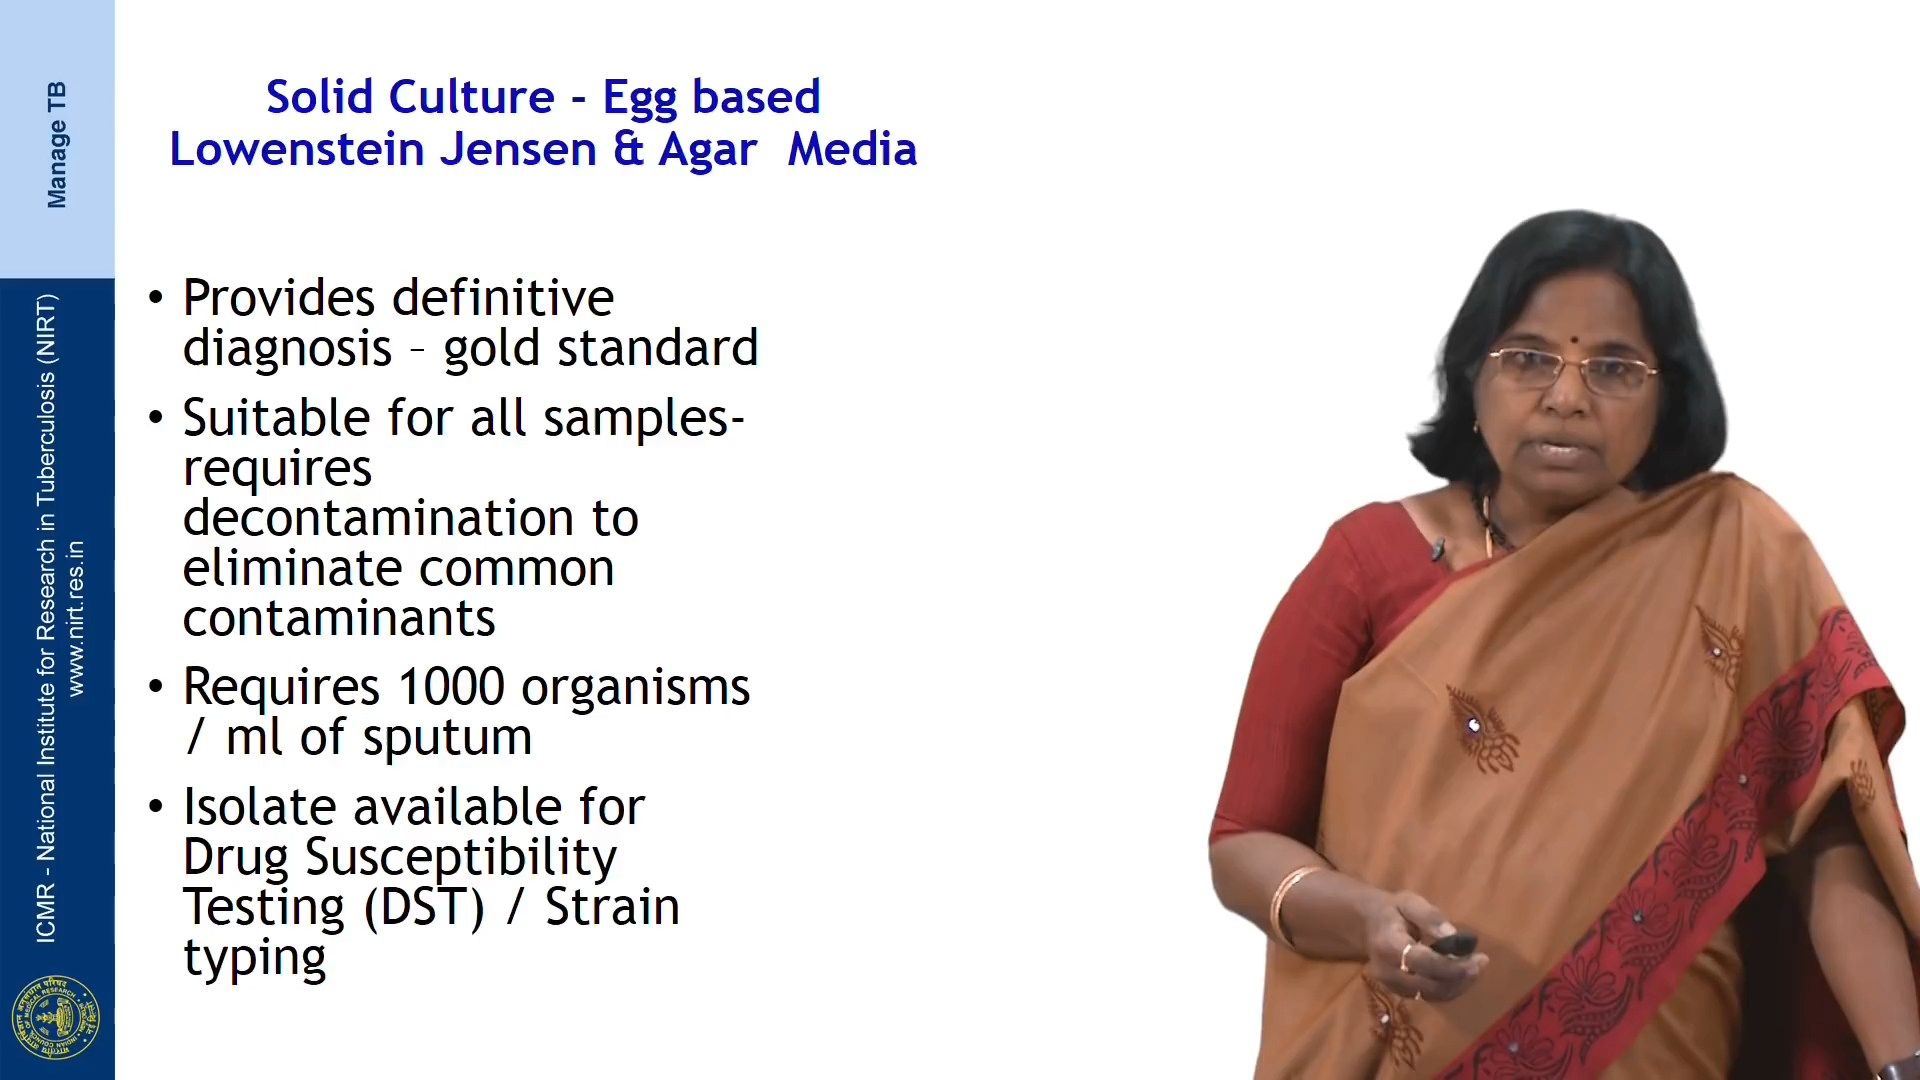 Manage TB
ICMR - National Institute for Research in Tuberculosis (NIRT)
www.nirt.res.in
Solid Culture - Egg based
Lowenstein Jensen & Agar Media
• Provides definitive
diagnosis – gold standard
• Suitable for all samples-
requires
decontamination to
eliminate common
contaminants
• Requires 1000 organisms
/ ml of sputum
• Isolate available for
Drug Susceptibility
Testing (DST) / Strain
typing